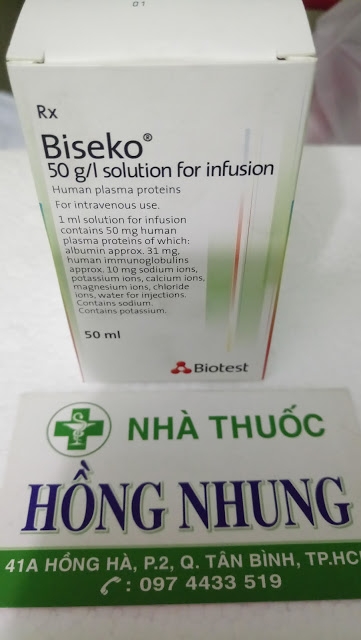 01
Rx
Biseko®
50 g/l solution for infusion
Human plasma proteins
For intravenous use.
1 ml solution for infusion
contains 50 mg human
plasma proteins of which:
albumin approx. 31 mg,
human immunoglobulins
approx. 10 mg sodium ions,
potassium ions, calcium ions,
magnesium ions, chloride
ions, water for injections.
Contains sodium.
Contains potassium.
50 ml
Biotest
NHÀ THUỐC
HỒNG NHUNG
41A HỒNG HÀ, P.2, Q. TÂN BÌNH, TP.HC
: 097 4433 519